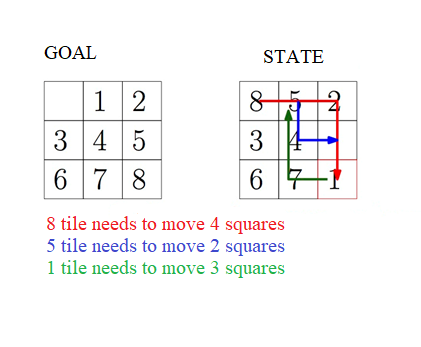 GOAL
STATE
1 2
3 4 5
6 7 8
8 5 2
3 4
6 7 1
8 tile needs to move 4 squares
5 tile needs to move 2 squares
1 tile needs to move 3 squares